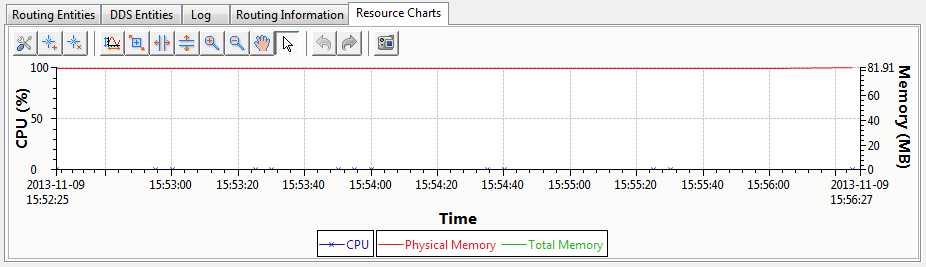 Routing Entities DDS Entities Log Routing Information Resource Charts
100 81.91
60
50
40
20
0 0
CPU (%)
Memory (MB)
2013-11-09 15:53:00 15:53:20 15:53:40 15:54:00 15:54:20 15:54:40 15:55:00 15:55:20 15:55:40 15:56:00 2013-11-09
15:52:25 15:56:27
Time
CPU Physical Memory Total Memory